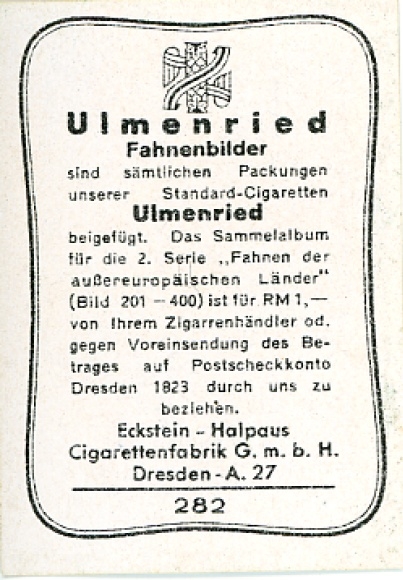 Ulmenried
Fahnenbilder
sind sämtlichen Packungen
unserer Standard-Cigaretten
Ulmenried
beigefügt. Das Sammelalbum
für die 2. Serie „Fahnen der
außereuropäischen Länder"
(Bild 201 – 400) ist für RM 1,—
von Ihrem Zigarrenhändler od.
gegen Voreinsendung des Be-
trages auf Postscheckkonto
Dresden 1823 durch uns zu
beziehen.
Eckstein – Halpaus
Cigarettenfabrik G. m. b. H.
Dresden - A. 27
282